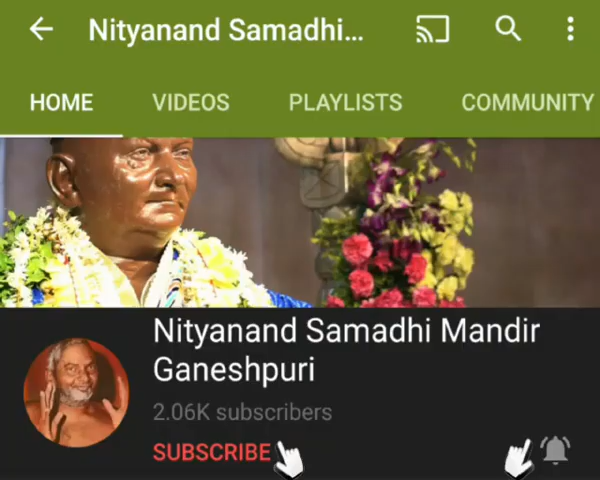 Nityanand Samadhi...
HOME VIDEOS PLAYLISTS COMMUNITY
Nityanand Samadhi Mandir
Ganeshpuri
2.06K subscribers
SUBSCRIBE